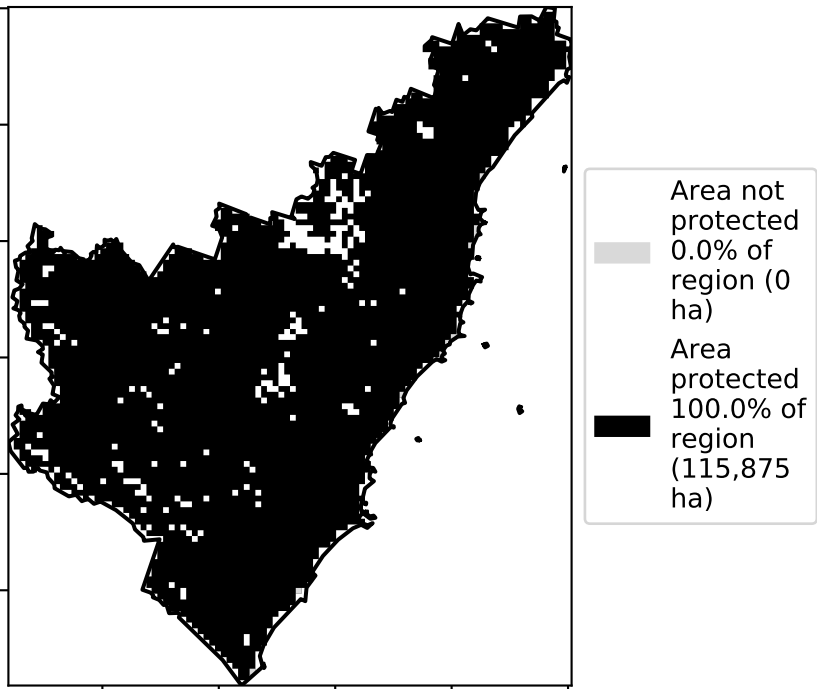 Area not
protected
0.0% of
region (0
ha)
Area
protected
100.0% of
region
(115,875
ha)